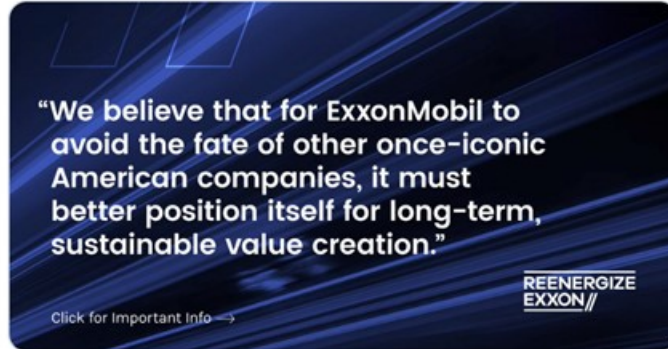 “We believe that for ExxonMobil to
avoid the fate of other once-iconic
American companies, it must
better position itself for long-term,
sustainable value creation.”
REENERGIZE
EXXON//
Click for Important Info →